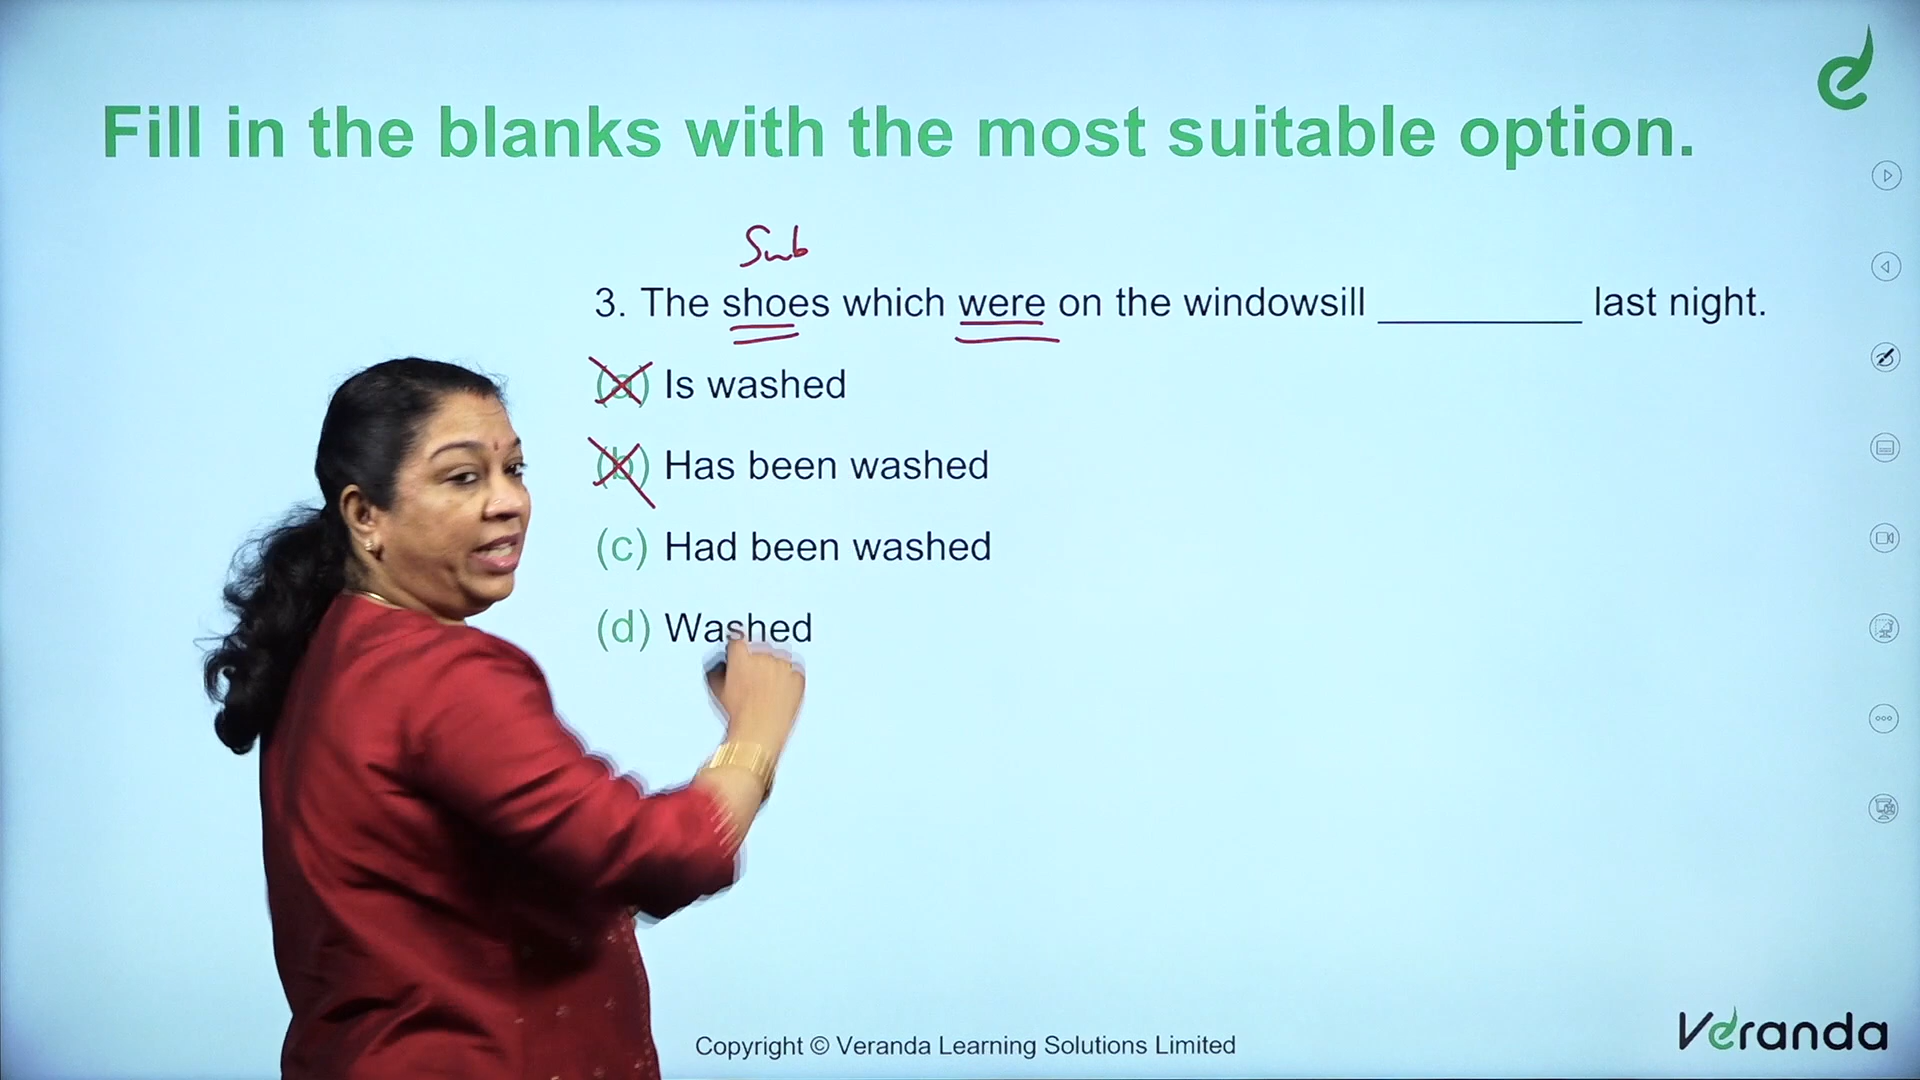 Fill in the blanks with the most suitable option.
Sub
3. The shoes which were on the windowsill __________ last night.
(a) Is washed
(b) Has been washed
(c) Had been washed
(d) Washed
Copyright © Veranda Learning Solutions Limited
Veranda